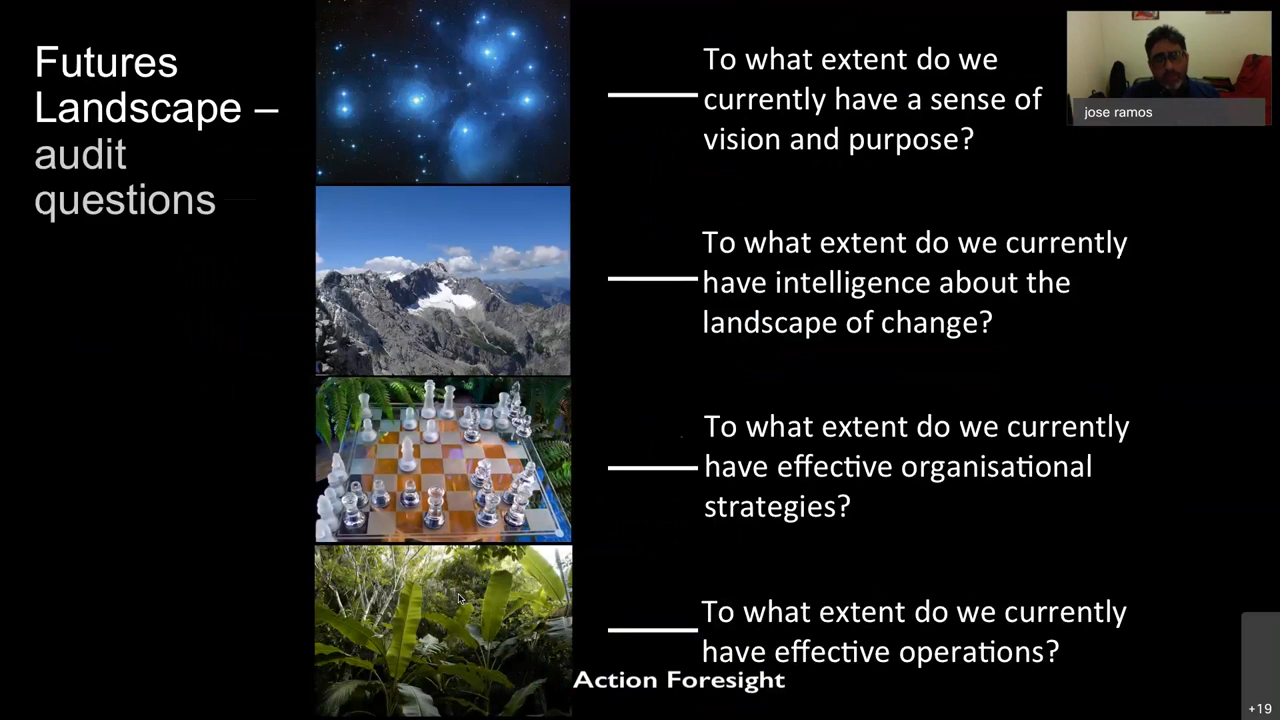 Futures
Landscape –
audit
questions
To what extent do we
currently have a sense of
vision and purpose?
To what extent do we currently
have intelligence about the
landscape of change?
To what extent do we currently
have effective organisational
strategies?
To what extent do we currently
have effective operations?
Action Foresight
jose ramos
+19